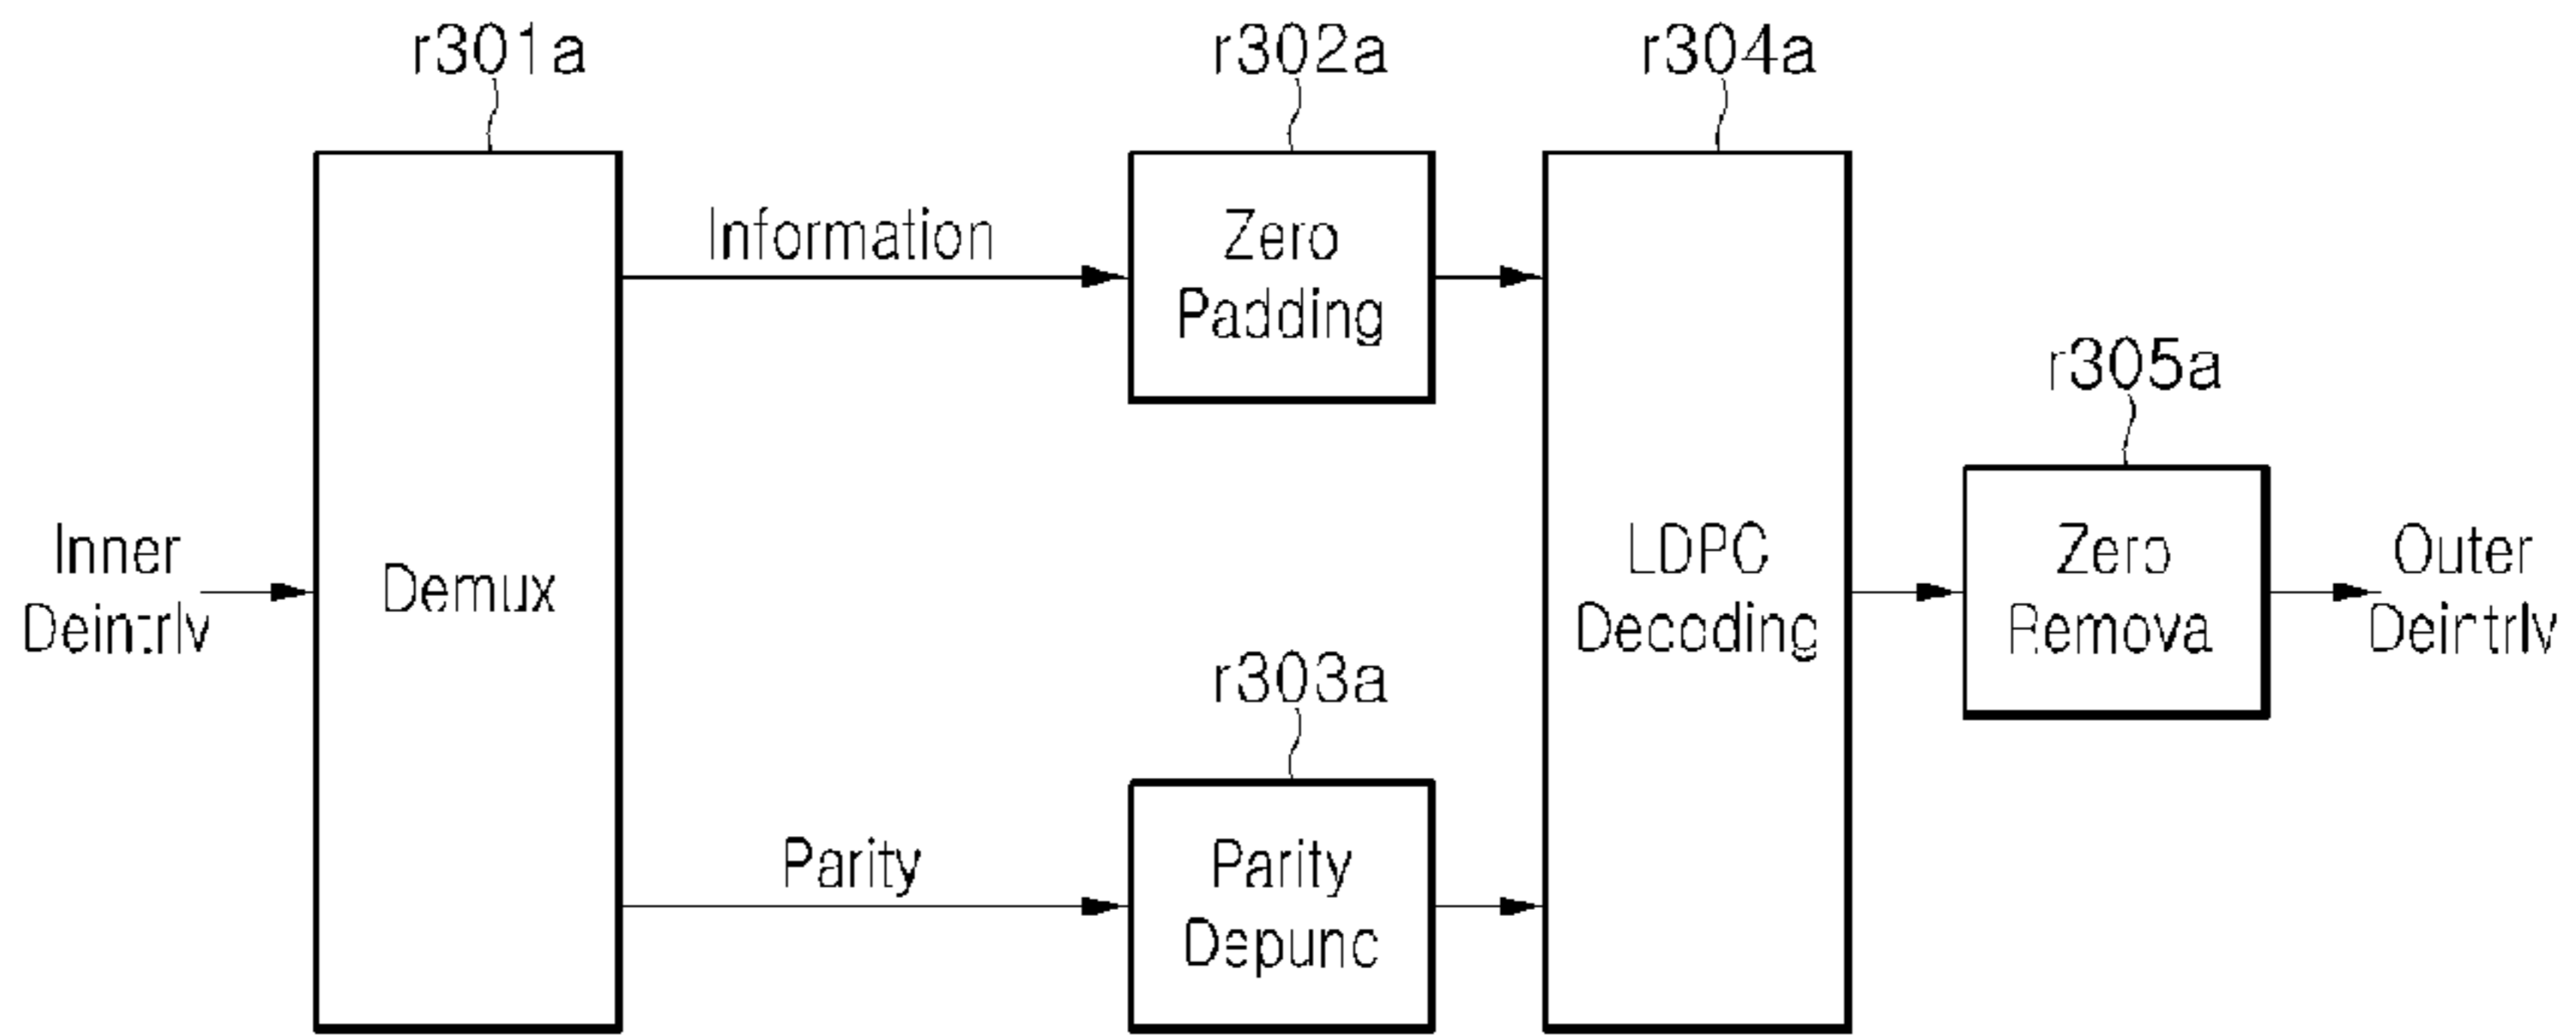 r301a
r302a
r304a
Information
Zero
Padding
r305a
Inner
Deintrlv
Demux
LDPC
Decoding
Zero
Remova
Outer
Deintrlv
r303a
Parity
Parity
Depunc